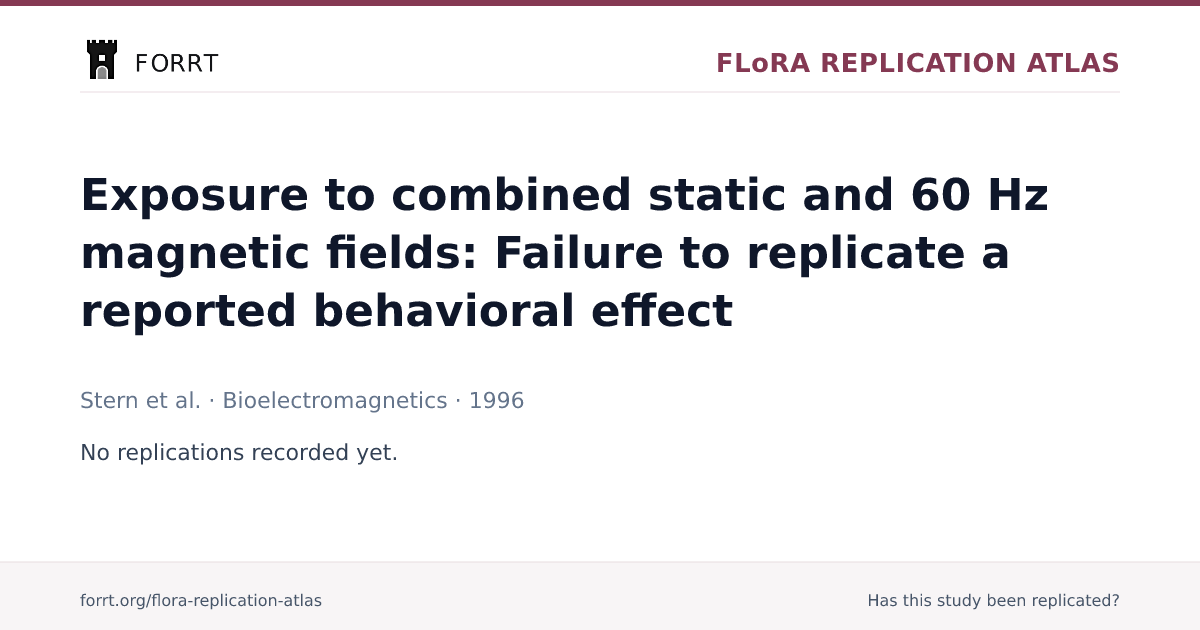 FORRT
FLoRA REPLICATION ATLAS
Exposure to combined static and 60 Hz
magnetic fields: Failure to replicate a
reported behavioral effect
Stern et al. · Bioelectromagnetics · 1996
No replications recorded yet.
forrt.org/flora-replication-atlas
Has this study been replicated?